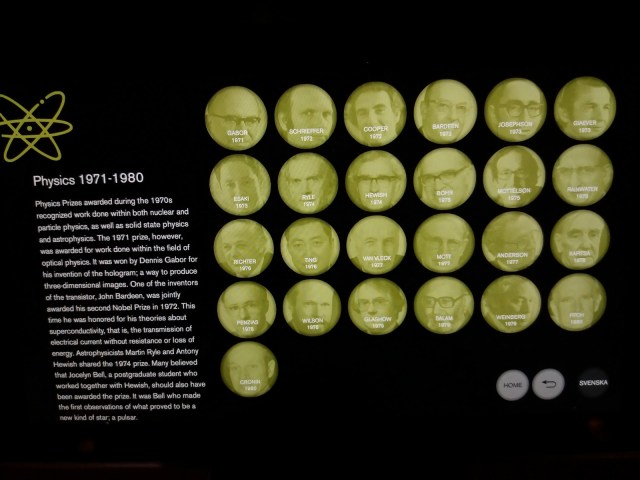 Physics 1971-1980
Physics Prizes awarded during the 1970s
recognized work done within both nuclear and
particle physics, as well as solid state physics
and astrophysics. The 1971 prize, however,
was awarded for work done within the field of
optical physics. It was won by Dennis Gabor for
his invention of the hologram; a way to produce
three-dimensional images. One of the inventors
of the transistor, John Bardeen, was jointly
awarded his second Nobel Prize in 1972. This
time he was honored for his theories about
superconductivity, that is, the transmission of
electrical current without resistance or loss of
energy. Astrophysicists Martin Ryle and Antony
Hewish shared the 1974 prize. Many believed
that Jocelyn Bell, a postgraduate student who
worked together with Hewish, should also have
been awarded the prize. It was Bell who made
the first observations of what proved to be a
new kind of star; a pulsar.
GABOR
1971
SCHRIEFFER
1972
COOPER
1972
BARDEEN
1972
JOSEPHSON
1973
GIAEVER
1973
ESAKI
1973
RYLE
1974
HEWISH
1974
BOHR
1975
MOTTELSON
1975
RAINWATER
1975
RICHTER
1976
TING
1976
VAN VLECK
1977
MOTT
1977
ANDERSON
1977
KAPITSA
1978
PENZIAS
1978
WILSON
1978
GLASHOW
1979
SALAM
1979
WEINBERG
1979
FITCH
1980
CRONIN
1980
HOME
SVENSKA